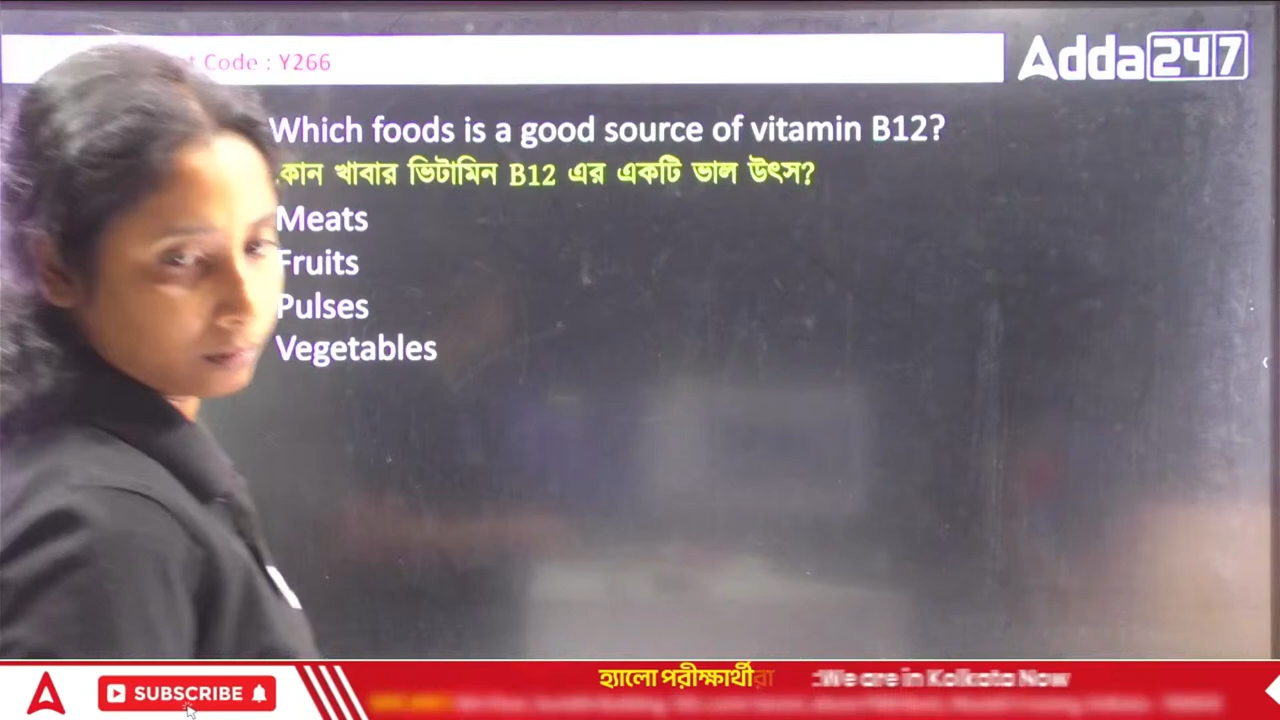 Code : Y266
Adda247
Which foods is a good source of vitamin B12?
কোন খাবার ভিটামিন B12 এর একটি ভাল উৎস?
Meats
Fruits
Pulses
Vegetables
SUBSCRIBE
হ্যালো পরীক্ষার্থীরা :We are in Kolkata Now